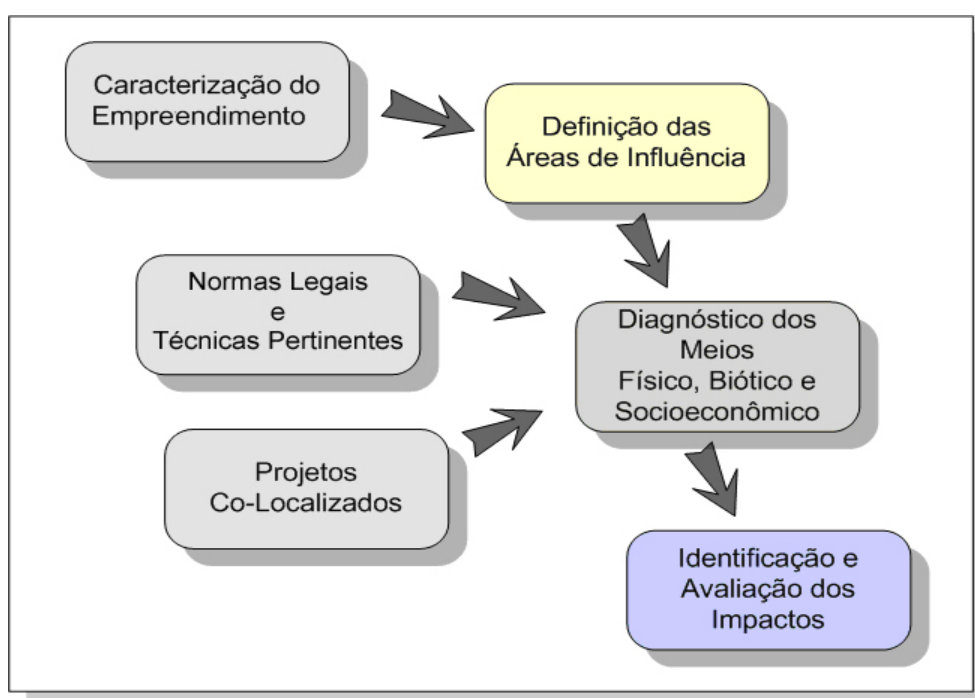 Caracterização do
Empreendimento
Definição das
Áreas de Influência
Normas Legais
e
Técnicas Pertinentes
Diagnóstico dos
Meios
Físico, Biótico e
Socioeconômico
Projetos
Co-Localizados
Identificação e
Avaliação dos
Impactos